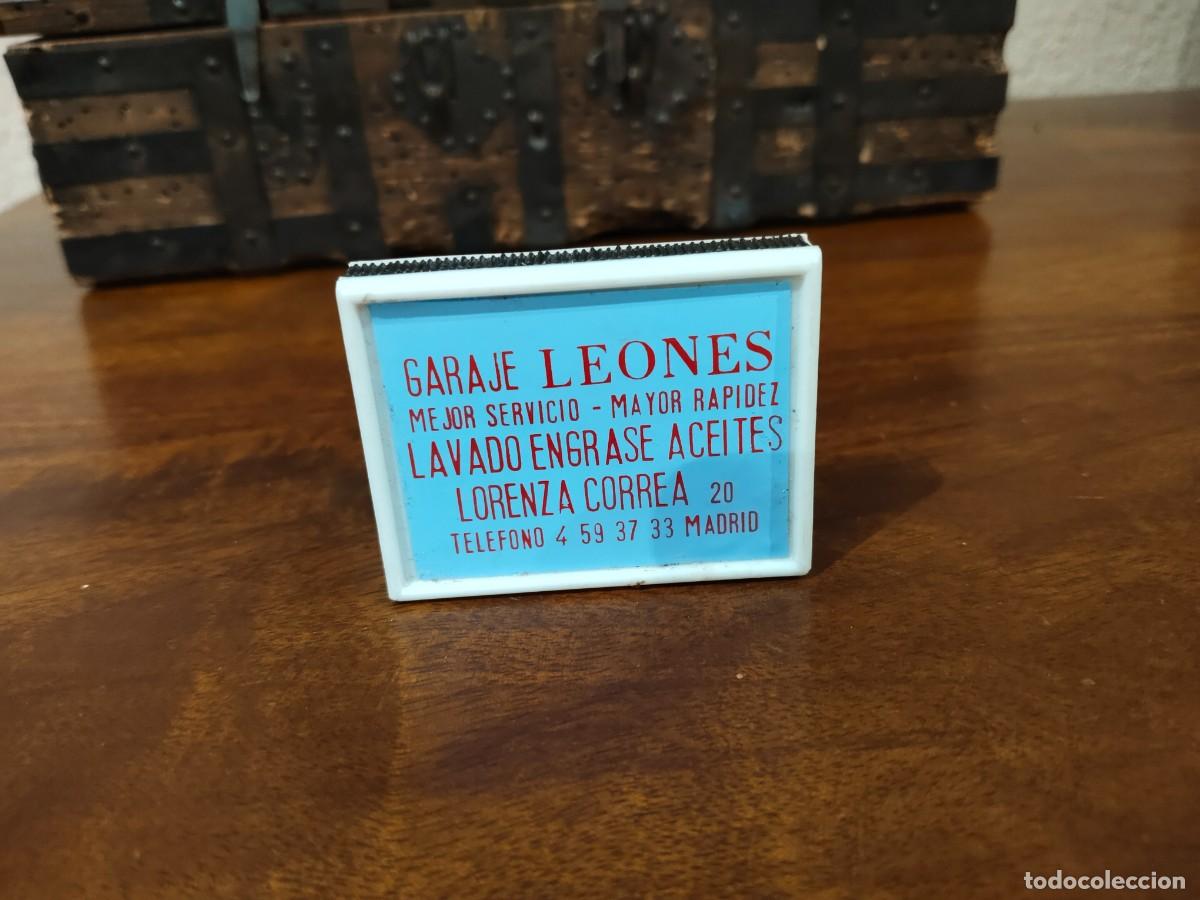 GARAJE LEONES
MEJOR SERVICIO - MAYOR RAPIDEZ
LAVADO ENGRASE ACEITES
LORENZA CORREA 20
TELEFONO 4 59 37 33 MADRID
todocoleccion